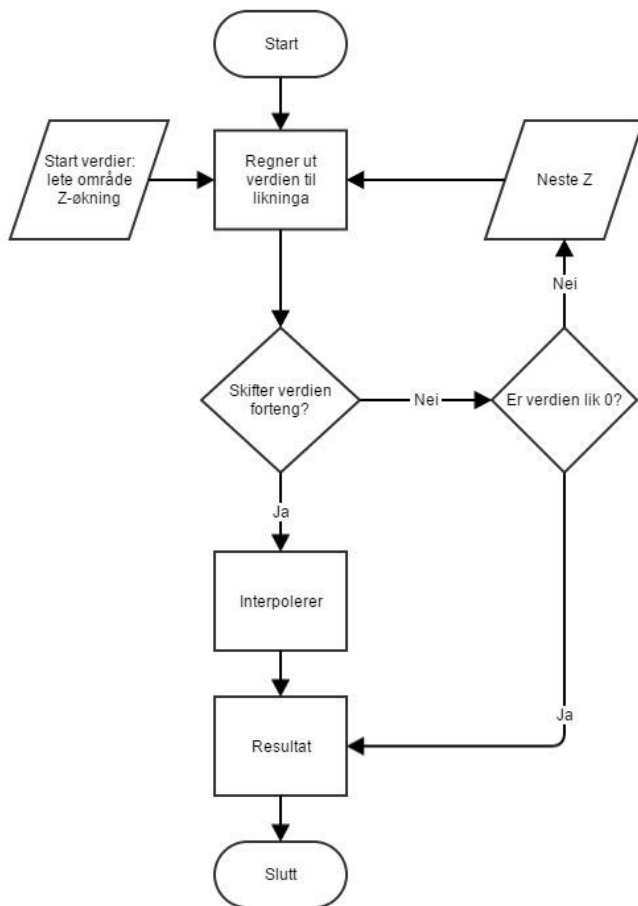 Start
Start verdier:
lete område
Z-økning
Regner ut
verdien til
likninga
Neste Z
Nei
Skifter verdien
forteng?
Nei
Er verdien lik 0?
Ja
Interpolerer
Resultat
Ja
Slutt